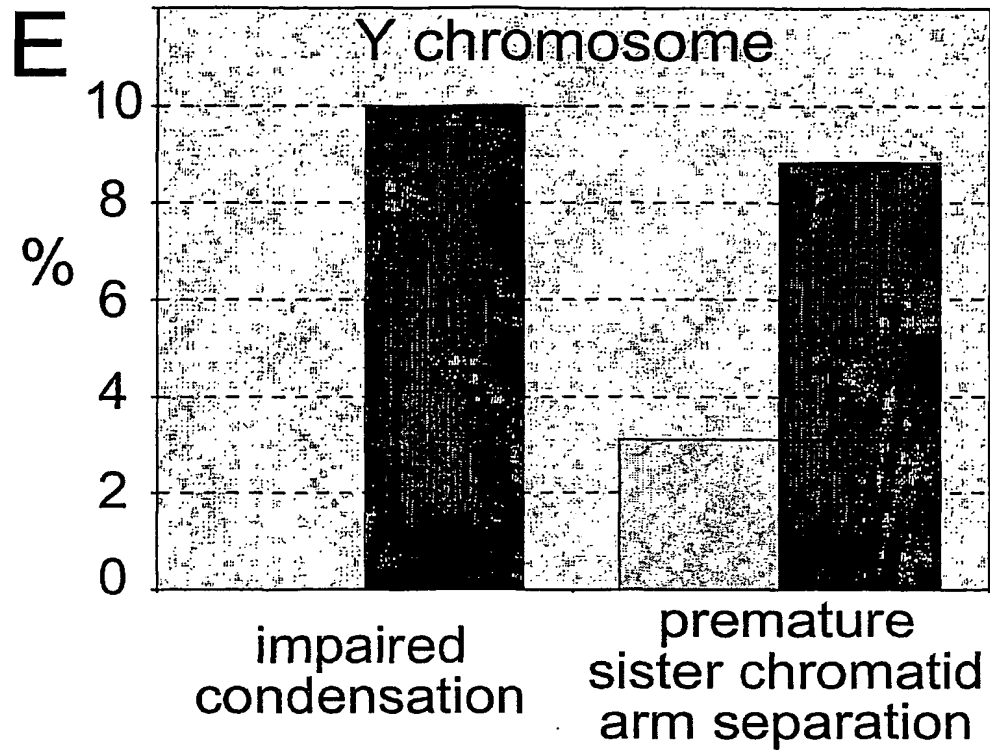 E
Y chromosome
10
8
%
6
4
2
0
impaired
condensation
premature
sister chromatid
arm separation